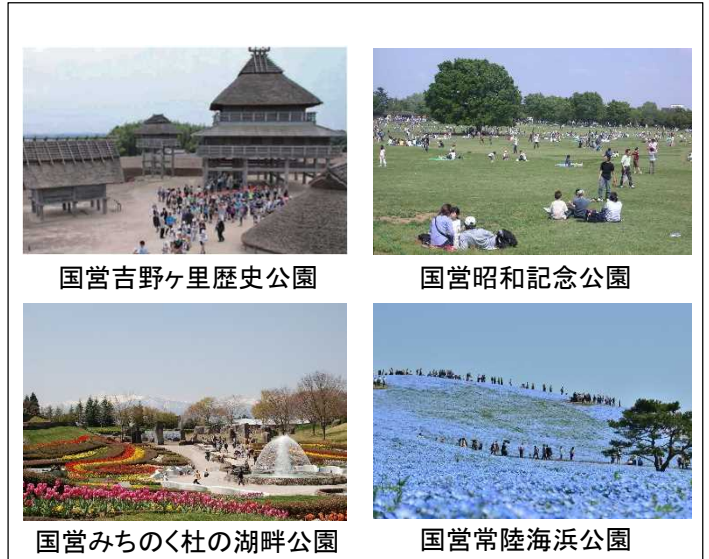 国営吉野ヶ里歴史公園
国営昭和記念公園
国営みちのく杜の湖畔公園
国営常陸海浜公園